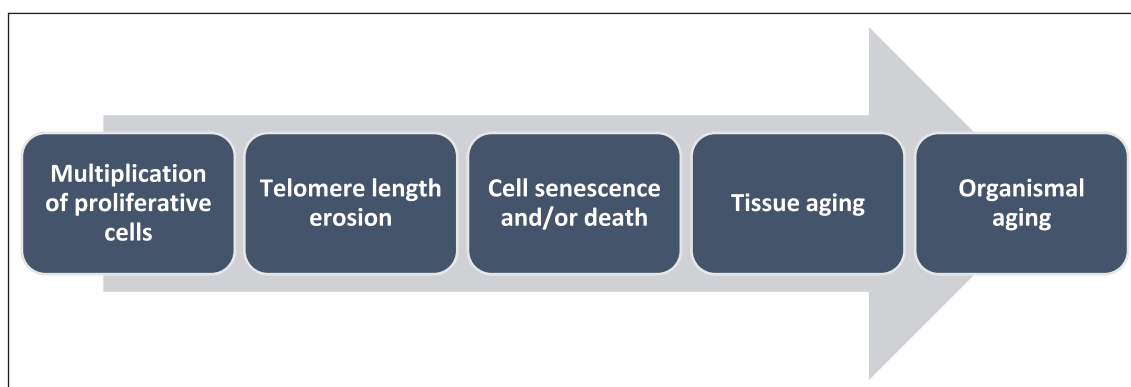 Multiplication
of proliferative
cells
Telomere length
erosion
Cell senescence
and/or death
Tissue aging
Organismal
aging